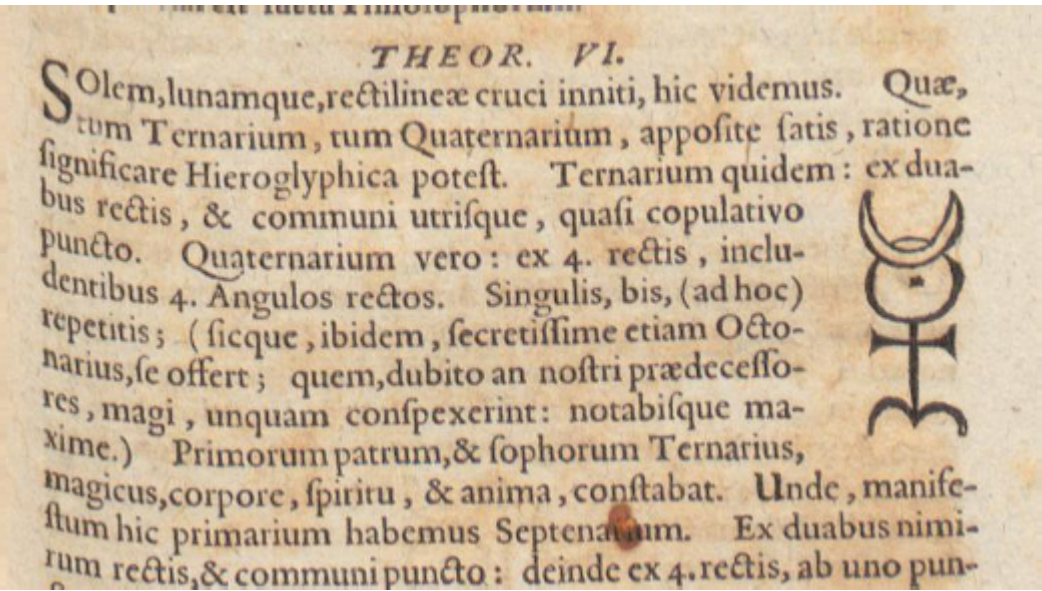 THEOR. VI.
SOlem,lunamque,rectilineæ cruci inniti, hic videmus. Quæ,
tum Ternarium, tum Quaternarium, appoſite ſatis, ratione
ſignificare Hieroglyphica poteſt. Ternarium quidem: ex dua-
bus rectis, & communi utriſque, quaſi copulativo
puncto. Quaternarium vero: ex 4. rectis, inclu-
dentibus 4. Angulos rectos. Singulis, bis, (ad hoc)
repetitis; (ſicque, ibidem, ſecretiſſime etiam Octo-
narius,ſe offert; quem,dubito an noſtri prædeceſſo-
res, magi, unquam conſpexerint: notabiſque ma-
xime.) Primorum patrum,& ſophorum Ternarius,
magicus,corpore, ſpiritu, & anima, conſtabat. Unde, manife-
ſtum hic primarium habemus Septenarium. Ex duabus nimi-
rum rectis,& communi puncto: deinde ex 4.rectis, ab uno pun-